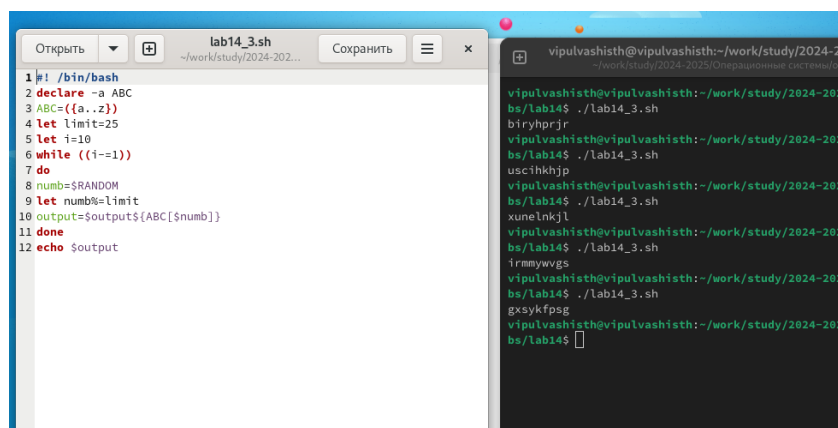 Открыть
lab14_3.sh
~/work/study/2024-202...
Сохранить
1 #! /bin/bash
2 declare -a ABC
3 ABC=({a..z})
4 let limit=25
5 let i=10
6 while ((i-=1))
7 do
8 numb=$RANDOM
9 let numb%=limit
10 output=$output${ABC[$numb]}
11 done
12 echo $output
vipulvashisth@vipulvashisth:~/work/study/2024-2
~/work/study/2024-2025/Операционные системы/o
vipulvashisth@vipulvashisth:~/work/study/2024-20
bs/lab14$ ./lab14_3.sh
biryhprjr
vipulvashisth@vipulvashisth:~/work/study/2024-20
bs/lab14$ ./lab14_3.sh
uscihkhjp
vipulvashisth@vipulvashisth:~/work/study/2024-20
bs/lab14$ ./lab14_3.sh
xunelnkjl
vipulvashisth@vipulvashisth:~/work/study/2024-20
bs/lab14$ ./lab14_3.sh
irmmywvgs
vipulvashisth@vipulvashisth:~/work/study/2024-20
bs/lab14$ ./lab14_3.sh
gxsykfpsg
vipulvashisth@vipulvashisth:~/work/study/2024-20
bs/lab14$